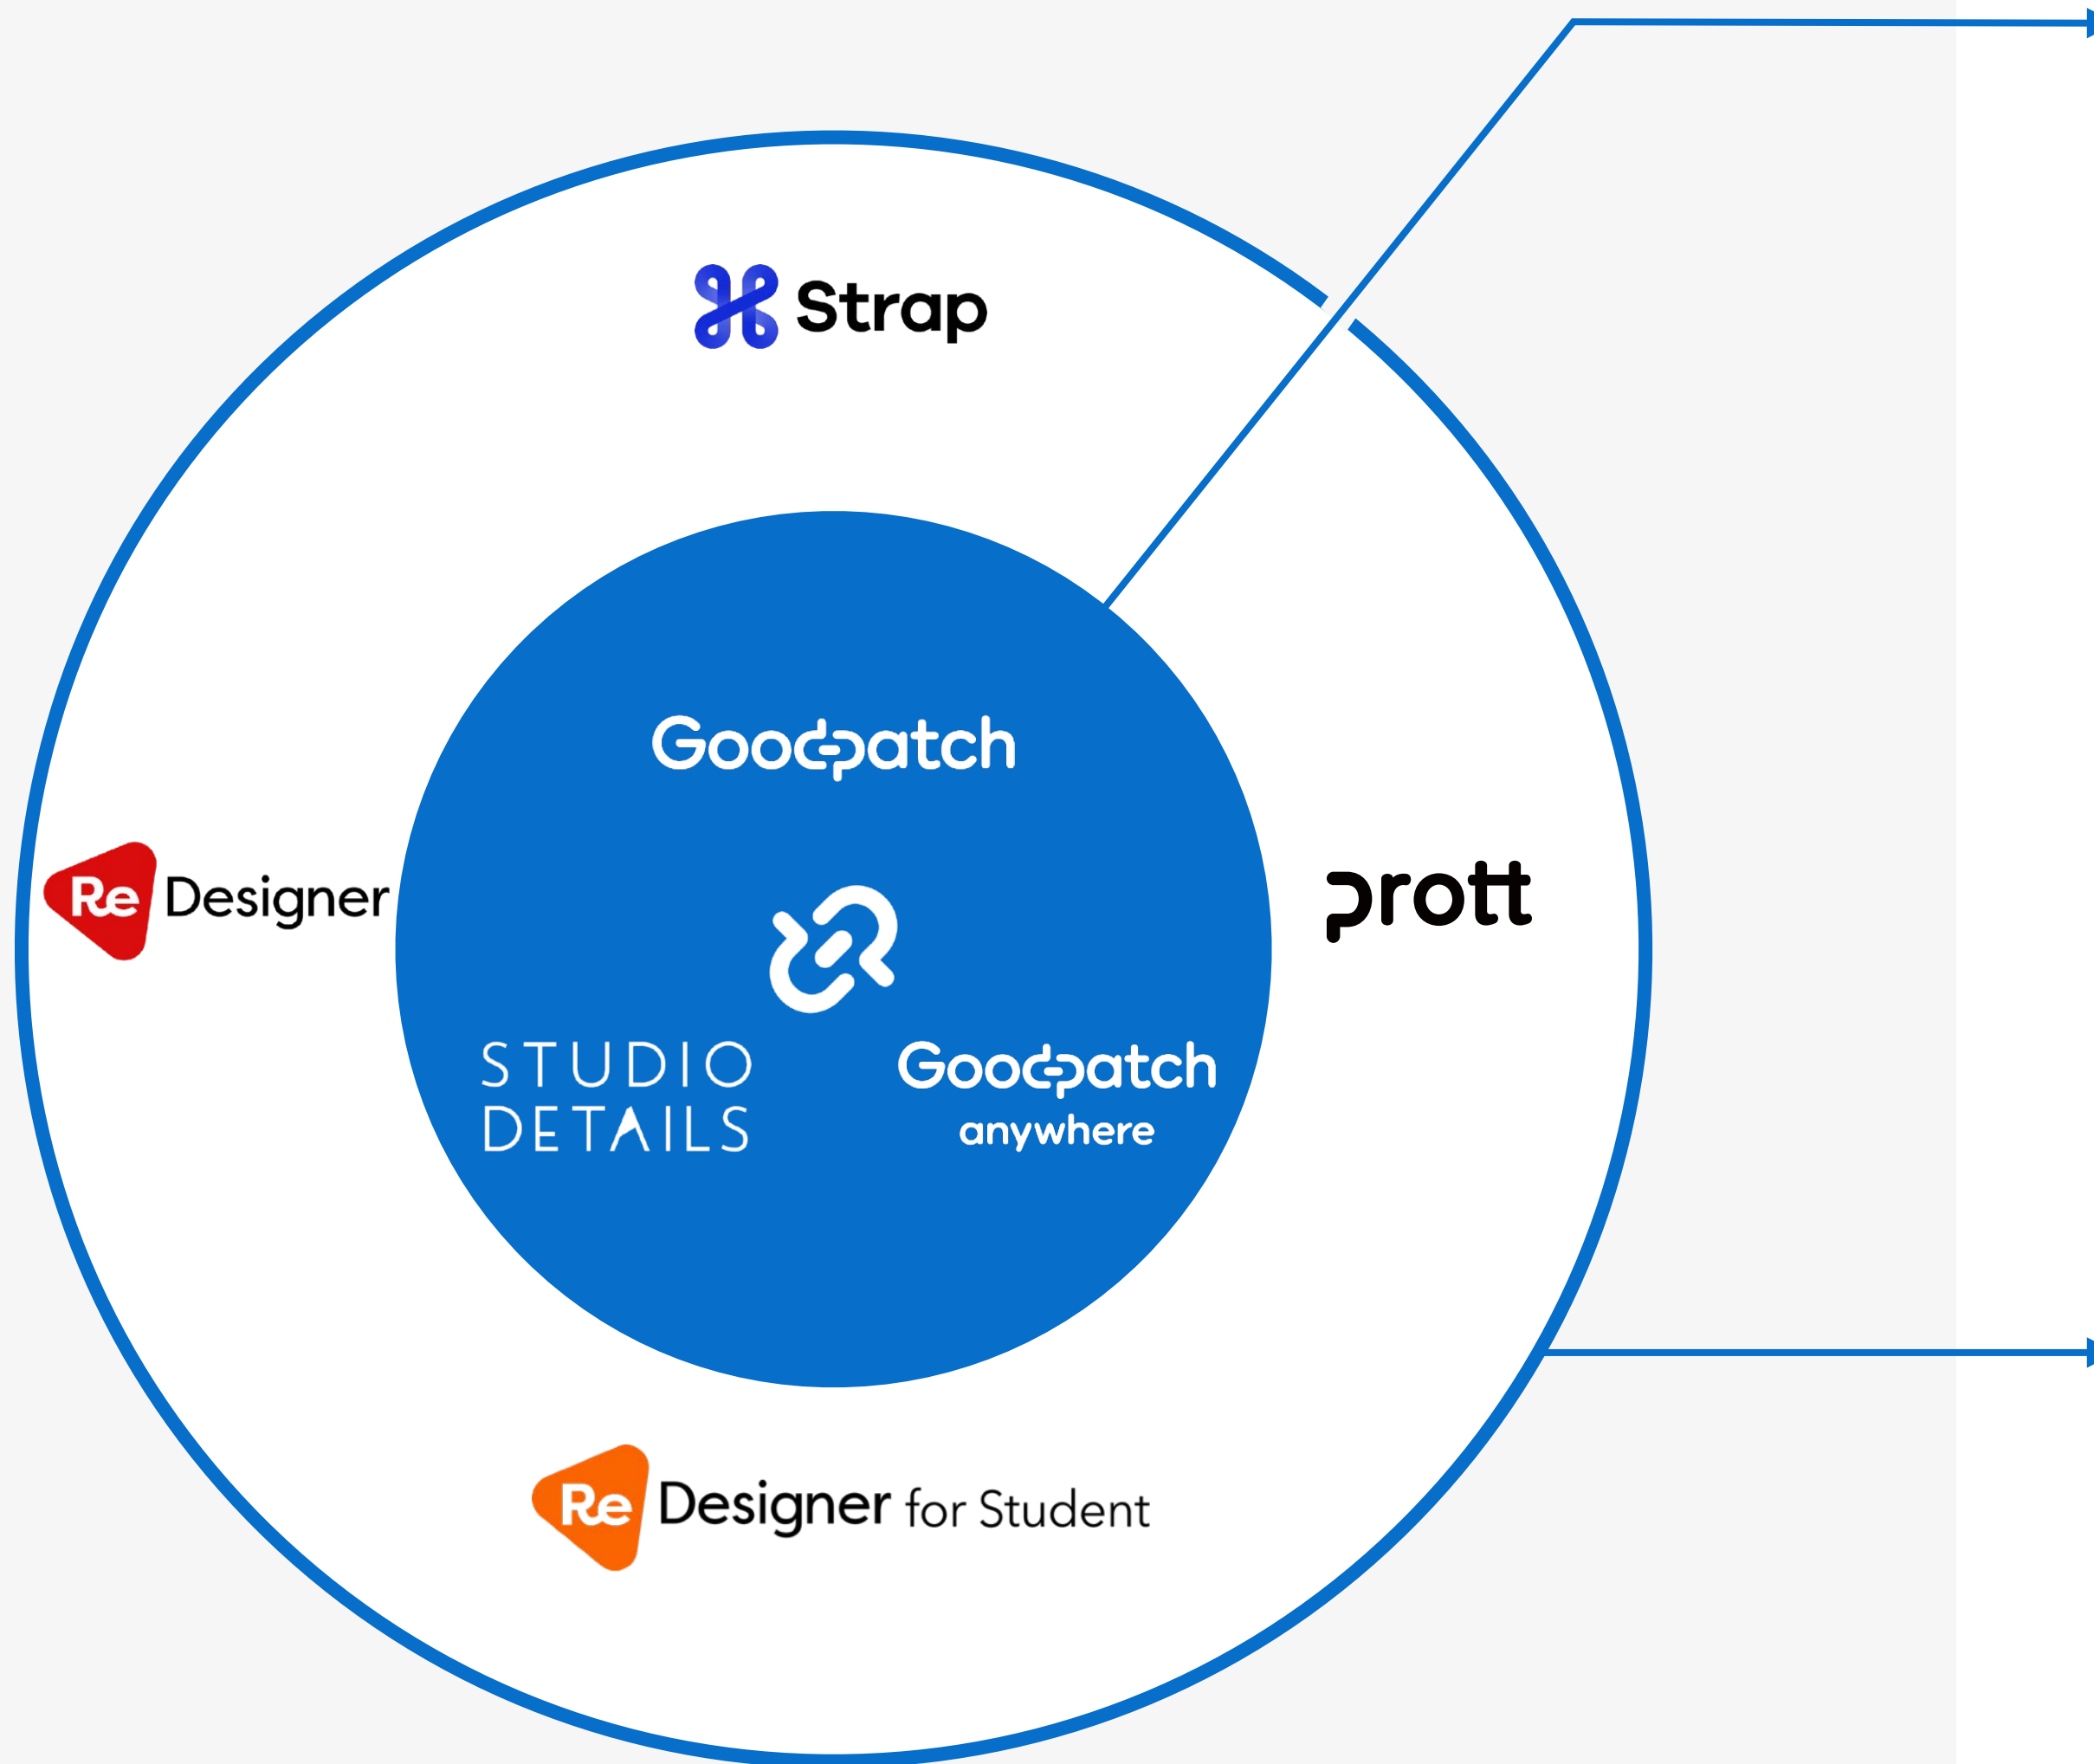 Strap
Goodpatch
Re Designer
prott
STUDIO
DETAILS
Goodpatch
anywhere
Re Designer for Student